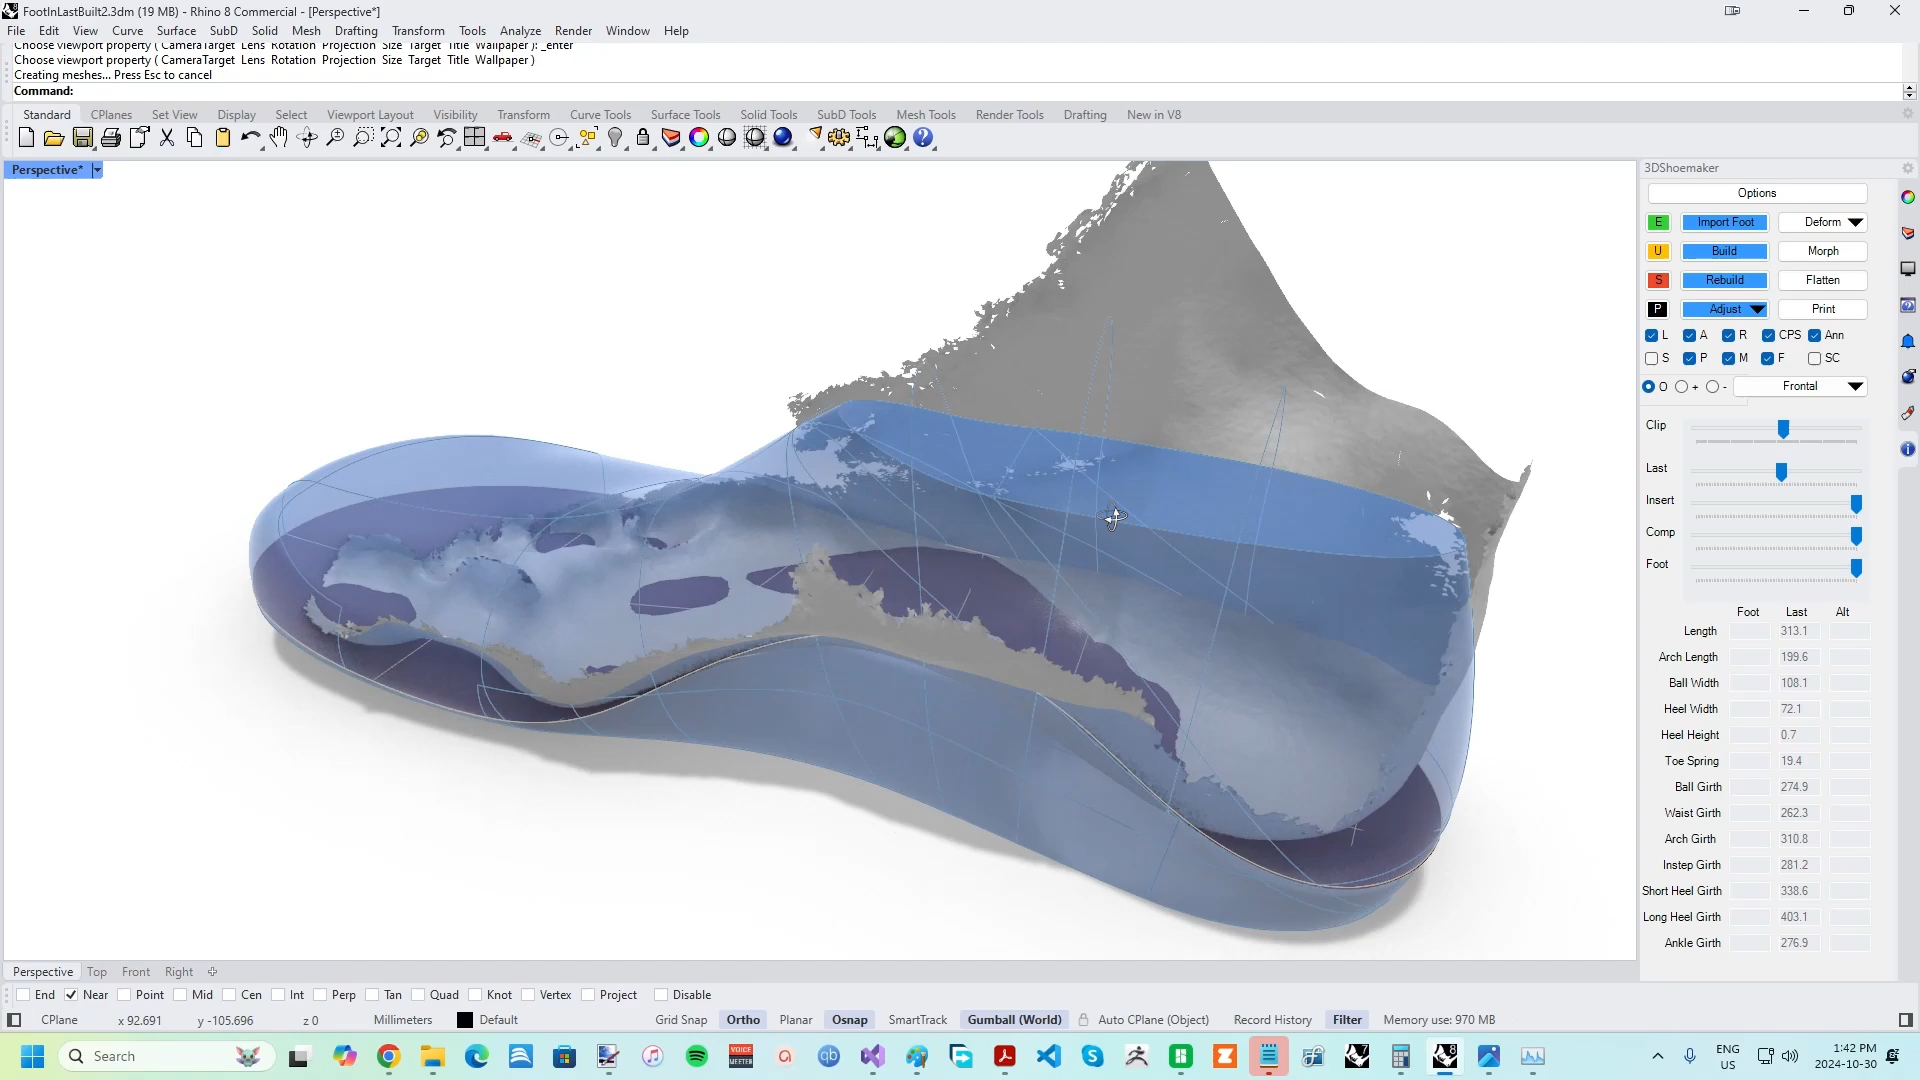 FootInLastBuilt2.3dm (19 MB) - Rhino 8 Commercial - [Perspective*]
File Edit View Curve Surface SubD Solid Mesh Drafting Transform Tools Analyze Render Window Help
Choose viewport property ( CameraTarget Lens Rotation Projection Size Target Title Wallpaper ): _enter
Choose viewport property ( CameraTarget Lens Rotation Projection Size Target Title Wallpaper )
Creating meshes... Press Esc to cancel
Command:
Standard CPlanes Set View Display Select Viewport Layout Visibility Transform Curve Tools Surface Tools Solid Tools SubD Tools Mesh Tools Render Tools Drafting New in V8
Perspective*
3DShoemaker
Options
E Import Foot Deform
U Build Morph
S Rebuild Flatten
P Adjust Print
L A R CPS Ann
S P M F SC
O + - Frontal
Clip
Last
Insert
Comp
Foot
Foot Last Alt
Length 313.1
Arch Length 199.6
Ball Width 108.1
Heel Width 72.1
Heel Height 0.7
Toe Spring 19.4
Ball Girth 274.9
Waist Girth 262.3
Arch Girth 310.8
Instep Girth 281.2
Short Heel Girth 338.6
Long Heel Girth 403.1
Ankle Girth 276.9
Perspective Top Front Right
End Near Point Mid Cen Int Perp Tan Quad Knot Vertex Project Disable
CPlane x 92.691 y -105.696 z 0 Millimeters Default Grid Snap Ortho Planar Osnap SmartTrack Gumball (World) Auto CPlane (Object) Record History Filter Memory use: 970 MB
Search
VOICE MEETER
qb
7
8
ENG
US
1:42 PM
2024-10-30